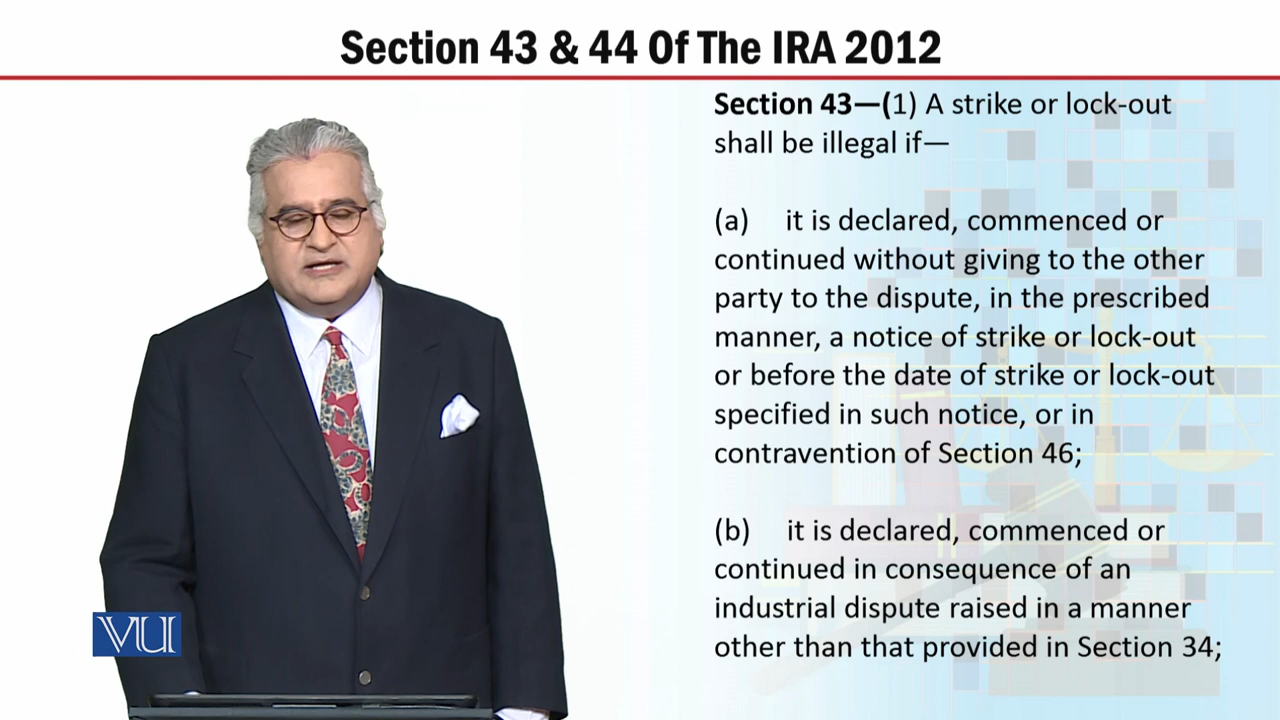 Section 43 & 44 Of The IRA 2012
Section 43—(1) A strike or lock-out
shall be illegal if—
(a) it is declared, commenced or
continued without giving to the other
party to the dispute, in the prescribed
manner, a notice of strike or lock-out
or before the date of strike or lock-out
specified in such notice, or in
contravention of Section 46;
(b) it is declared, commenced or
continued in consequence of an
industrial dispute raised in a manner
other than that provided in Section 34;
VU